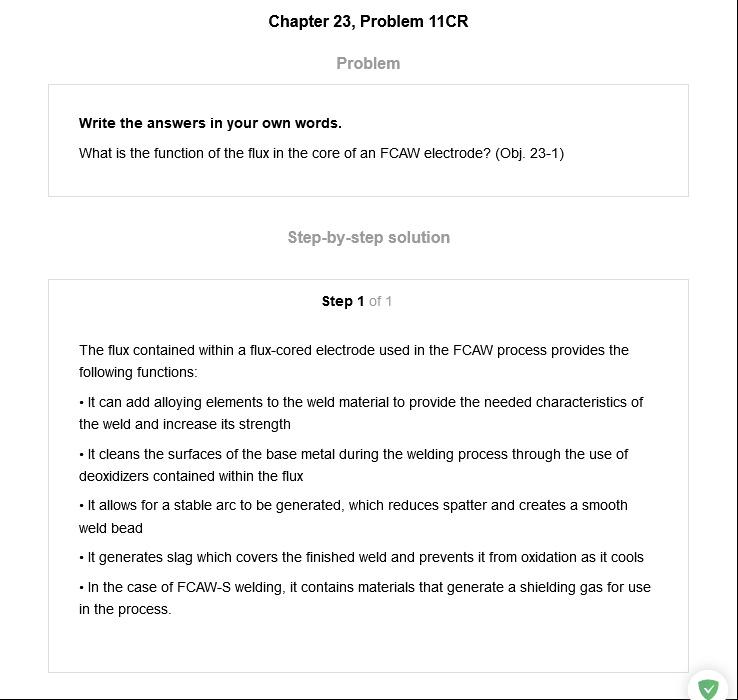 Chapter 23, Problem 11CR
Problem
Write the answers in your own words.
What is the function of the flux in the core of an FCAW electrode? (Obj. 23-1)
Step-by-step solution
Step 1 of 1
The flux contained within a flux-cored electrode used in the FCAW process provides the
following functions:
• It can add alloying elements to the weld material to provide the needed characteristics of
the weld and increase its strength
• It cleans the surfaces of the base metal during the welding process through the use of
deoxidizers contained within the flux
• It allows for a stable arc to be generated, which reduces spatter and creates a smooth
weld bead
• It generates slag which covers the finished weld and prevents it from oxidation as it cools
• In the case of FCAW-S welding, it contains materials that generate a shielding gas for use
in the process.